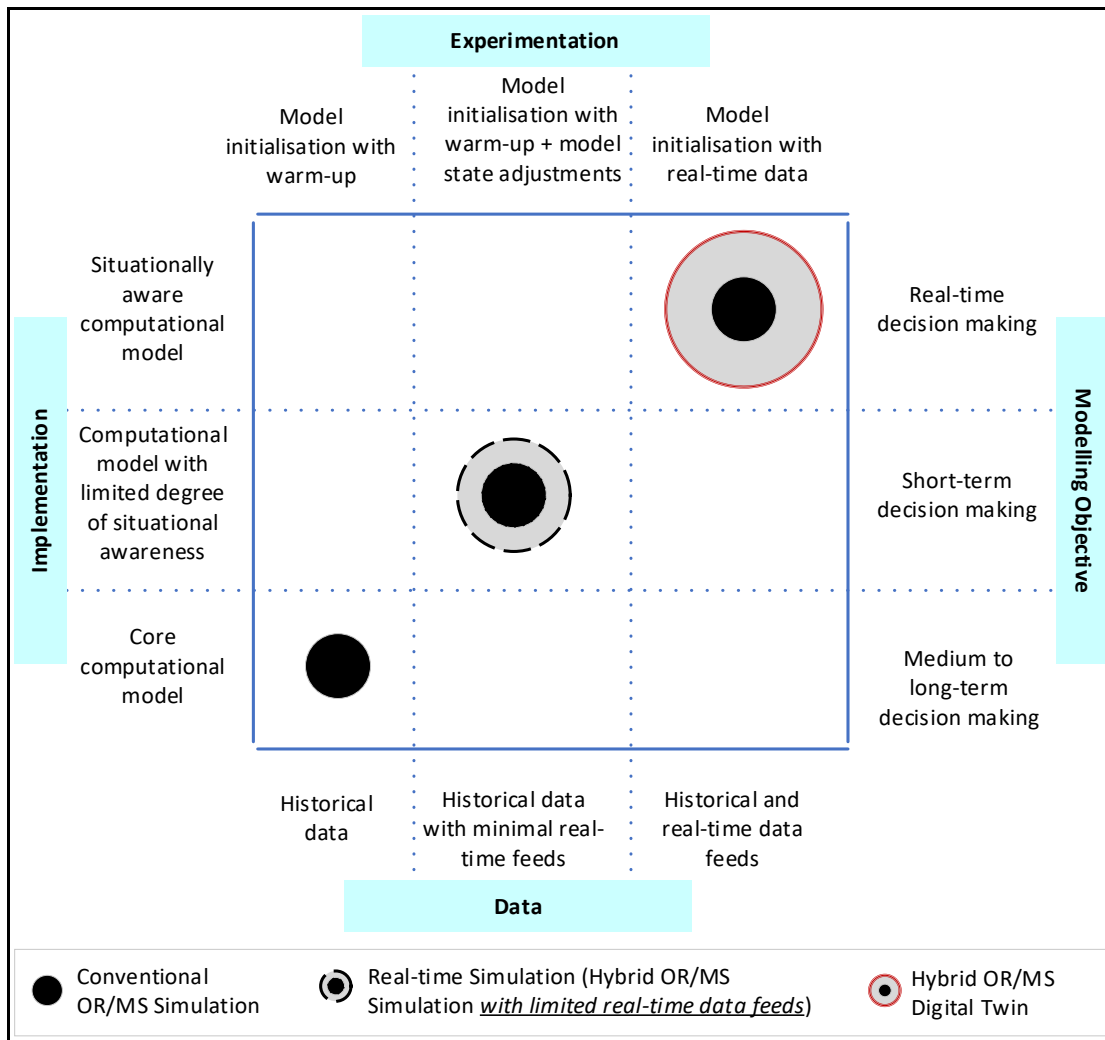 Experimentation
Model
initialisation with
warm-up
Model
initialisation with
warm-up + model
state adjustments
Model
initialisation with
real-time data
Implementation
Situationally
aware
computational
model
Computational
model with
limited degree
of situational
awareness
Core
computational
model
Real-time
decision making
Short-term
decision making
Medium to
long-term
decision making
Modelling Objective
Historical
data
Historical data
with minimal real-
time feeds
Historical and
real-time data
feeds
Data
Conventional
OR/MS Simulation
Real-time Simulation (Hybrid OR/MS
Simulation with limited real-time data feeds)
Hybrid OR/MS
Digital Twin